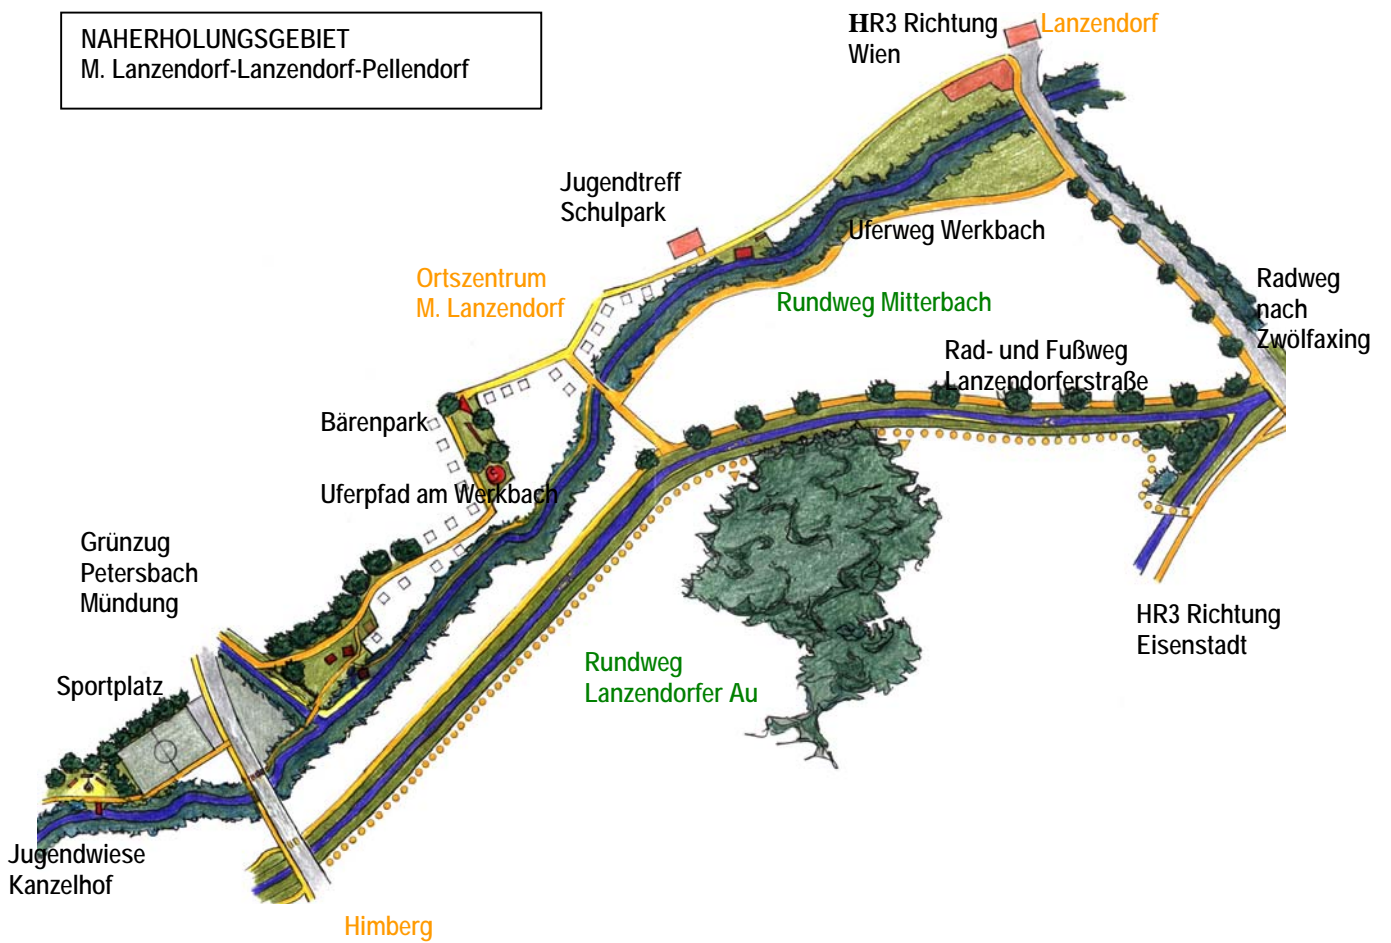 NAHERHOLUNGSGEBIET
M. Lanzendorf-Lanzendorf-Pellendorf
HR3 Richtung
Wien
Lanzendorf
Jugendtreff
Schulpark
Uferweg Werkbach
Ortszentrum
M. Lanzendorf
Rundweg Mitterbach
Radweg
nach
Zwölfaxing
Rad- und Fußweg
Lanzendorferstraße
Bärenpark
Uferpfad am Werkbach
Grünzug
Petersbach
Mündung
HR3 Richtung
Eisenstadt
Rundweg
Lanzendorfer Au
Sportplatz
Jugendwiese
Kanzelhof
Himberg